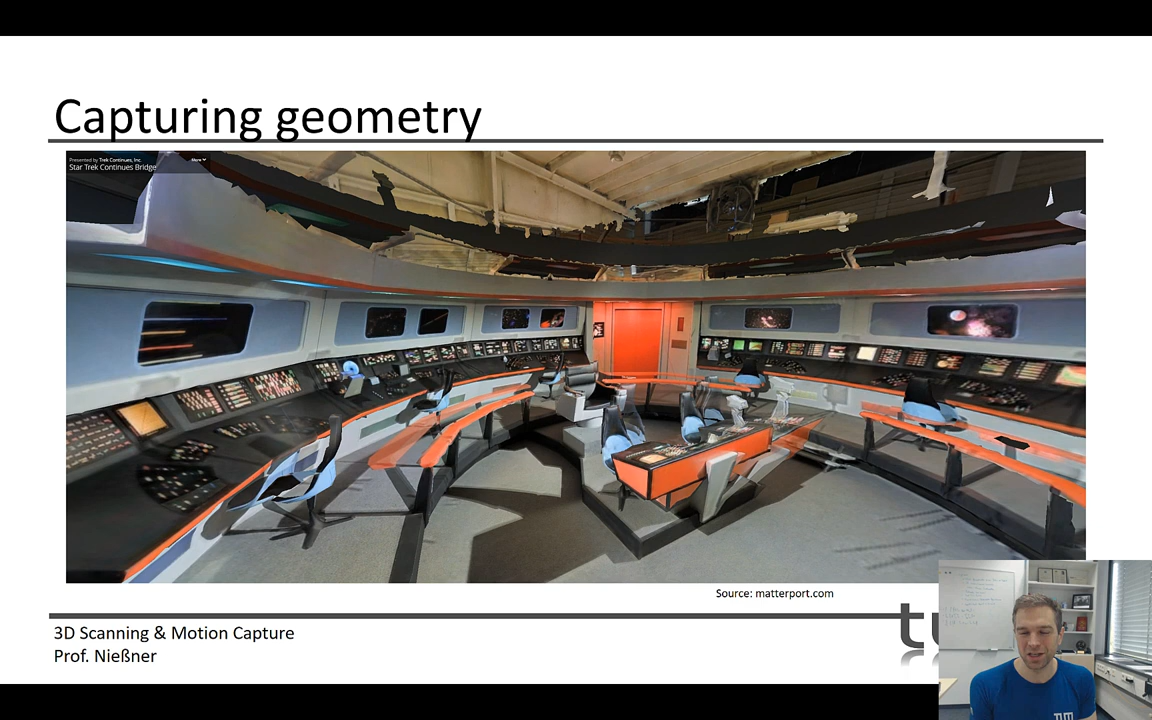 Capturing geometry
Presented by Trek Continues, Inc.
More
Star Trek Continues Bridge
Source: matterport.com
3D Scanning & Motion Capture
Prof. Nießner